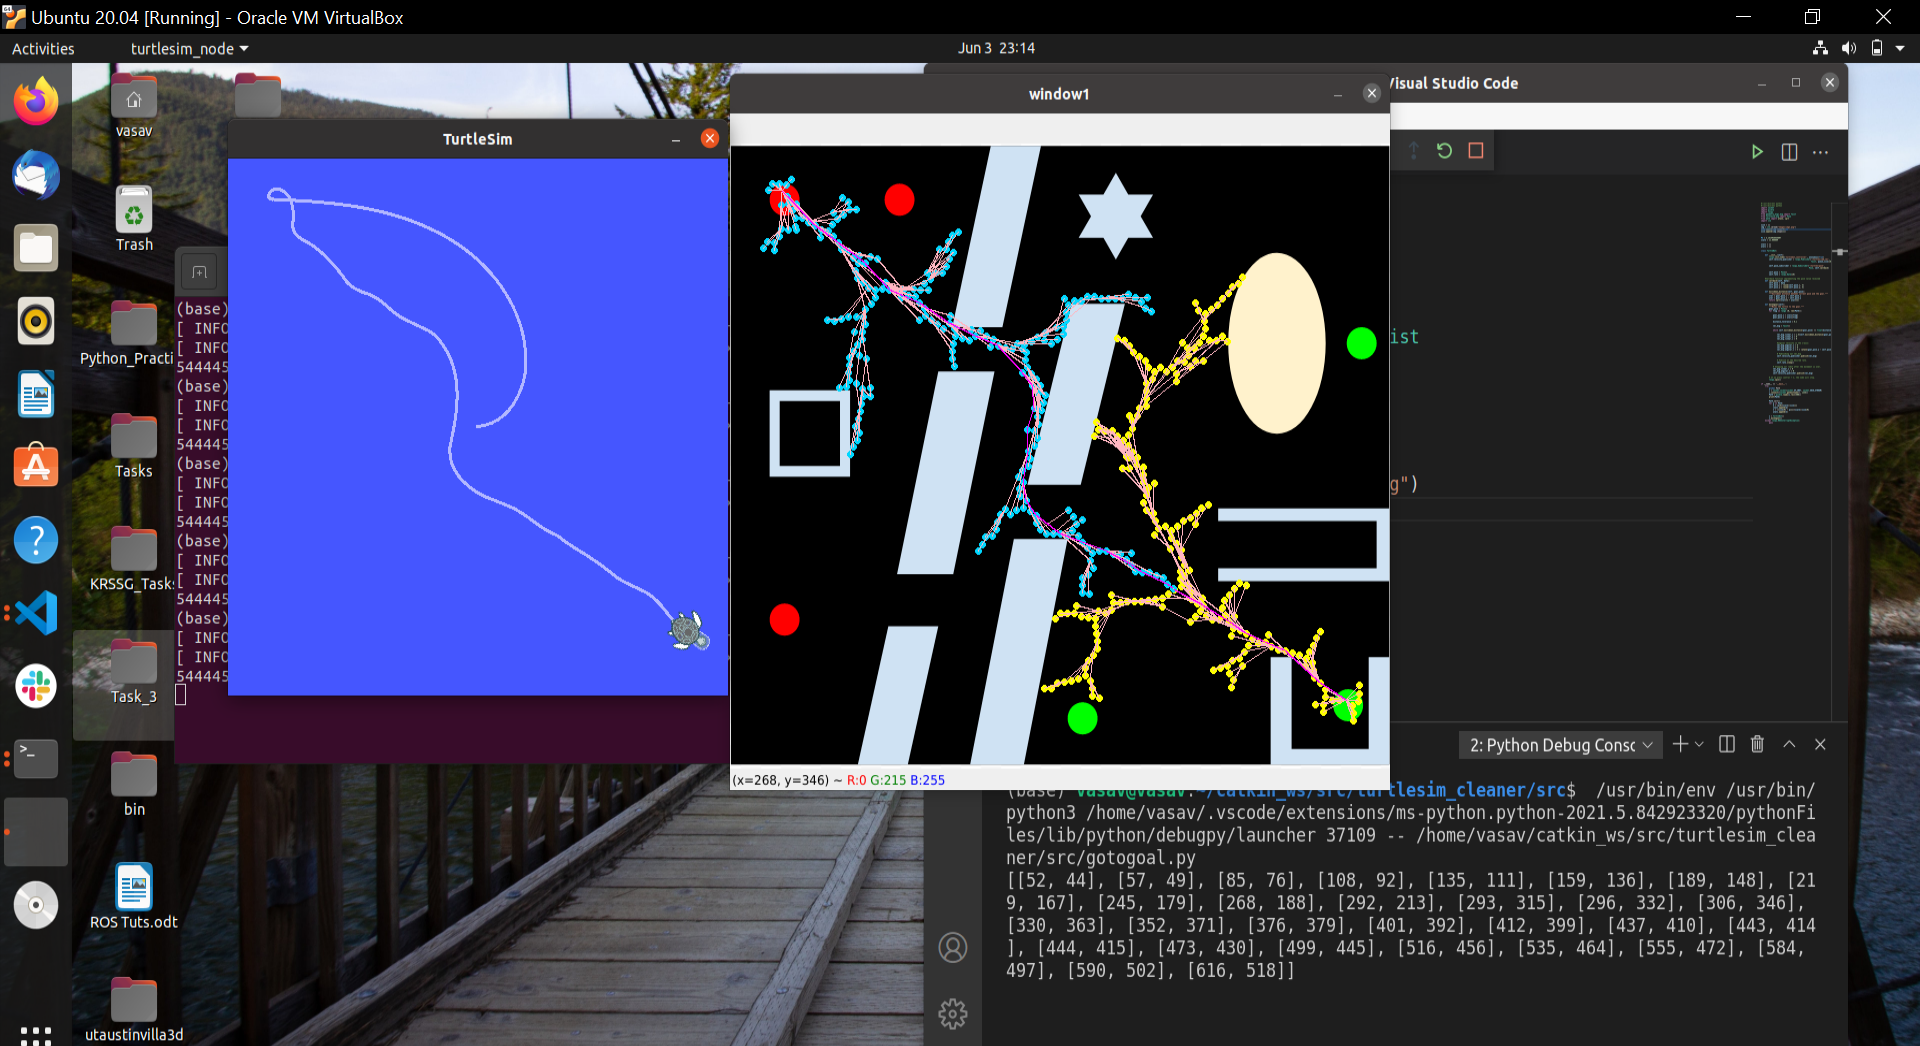 Ubuntu 20.04 [Running] - Oracle VM VirtualBox
Activities
turtlesim_node
Jun 3 23:14
vasav
Trash
Python_Practi
Tasks
KRSSG_Task
Task_3
bin
ROS Tuts.odt
utaustinvilla3d
(base)
[ INFO
[ INFO
544445
(base)
[ INFO
[ INFO
544445
(base)
[ INFO
[ INFO
544445
(base)
[ INFO
[ INFO
544445
(base)
[ INFO
[ INFO
544445
TurtleSim
window1
(x=268, y=346) ~ R:0 G:215 B:255
Visual Studio Code
ist
g")
2: Python Debug Consc
(base) vasav@vasav:~/catkin_ws/src/turtlesim_cleaner/src$ /usr/bin/env /usr/bin/
python3 /home/vasav/.vscode/extensions/ms-python.python-2021.5.842923320/pythonFi
les/lib/python/debugpy/launcher 37109 -- /home/vasav/catkin_ws/src/turtlesim_clea
ner/src/gotogoal.py
[[52, 44], [57, 49], [85, 76], [108, 92], [135, 111], [159, 136], [189, 148], [21
9, 167], [245, 179], [268, 188], [292, 213], [293, 315], [296, 332], [306, 346],
[330, 363], [352, 371], [376, 379], [401, 392], [412, 399], [437, 410], [443, 414
], [444, 415], [473, 430], [499, 445], [516, 456], [535, 464], [555, 472], [584,
497], [590, 502], [616, 518]]